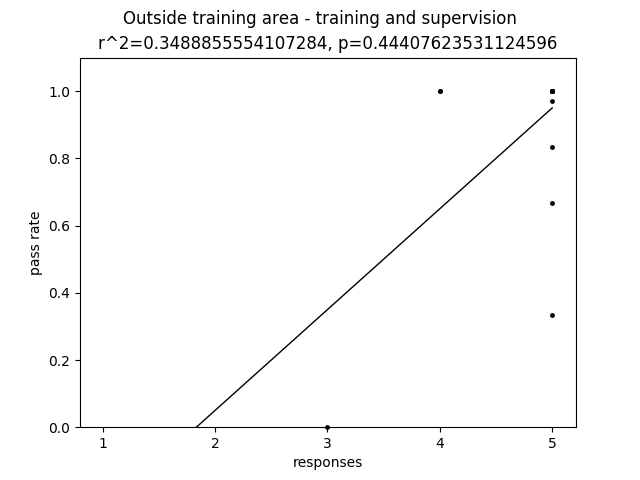 Outside training area - training and supervision
r^2=0.3488855554107284, p=0.44407623531124596
1.0
0.8
0.6
0.4
0.2
0.0
pass rate
1 2 3 4 5
responses